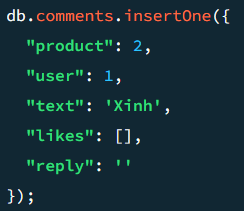 db.comments.insertOne({
"product": 2,
"user": 1,
"text": 'Xinh',
"likes": [],
"reply": ''
});